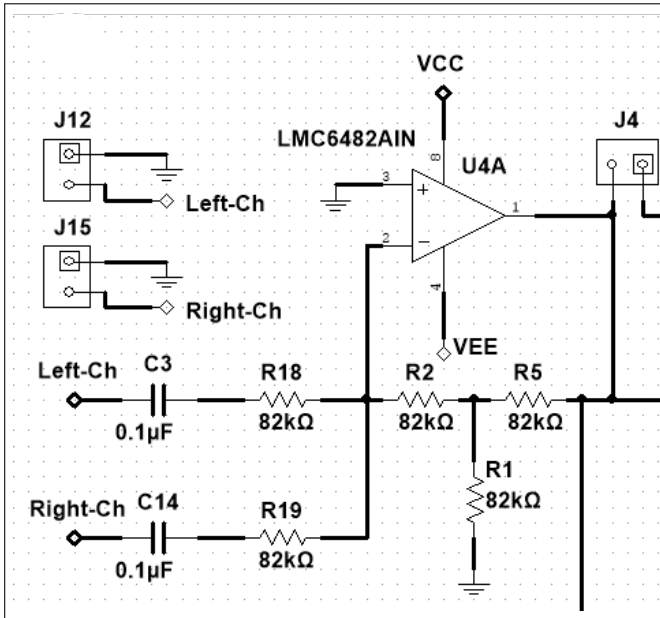 VCC
J12
LMC6482AIN
J4
8
U4A
3
+
1
Left-Ch
2
−
J15
4
Right-Ch
VEE
Left-Ch
C3
R18
R2
R5
82kΩ
82kΩ
82kΩ
0.1µF
R1
82kΩ
Right-Ch
C14
R19
82kΩ
0.1µF